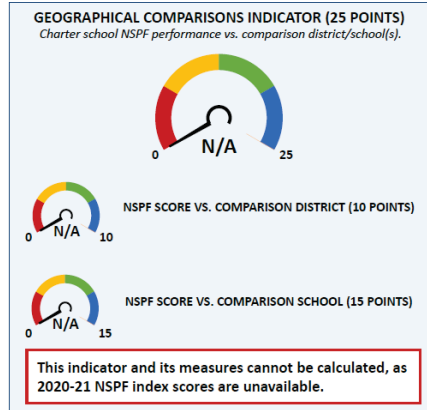 GEOGRAPHICAL COMPARISONS INDICATOR (25 POINTS)
Charter school NSPF performance vs. comparison district/school(s).
N/A
0
25
NSPF SCORE VS. COMPARISON DISTRICT (10 POINTS)
N/A
0
10
NSPF SCORE VS. COMPARISON SCHOOL (15 POINTS)
N/A
0
15
This indicator and its measures cannot be calculated, as
2020-21 NSPF index scores are unavailable.